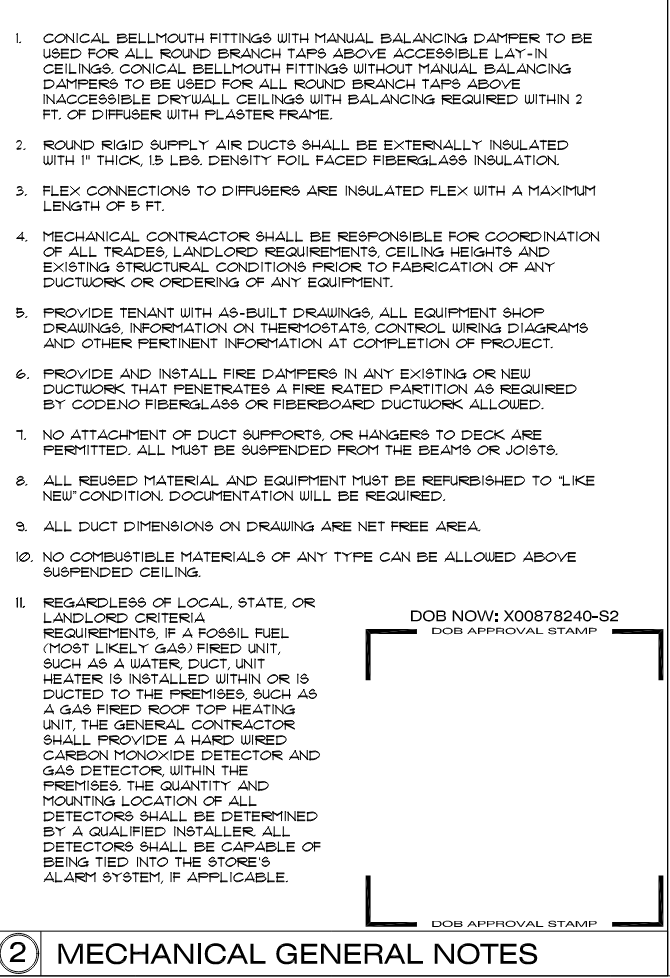 1. CONICAL BELLMOUTH FITTINGS WITH MANUAL BALANCING DAMPER TO BE
USED FOR ALL ROUND BRANCH TAPS ABOVE ACCESSIBLE LAY-IN
CEILINGS. CONICAL BELLMOUTH FITTINGS WITHOUT MANUAL BALANCING
DAMPERS TO BE USED FOR ALL ROUND BRANCH TAPS ABOVE
INACCESSIBLE DRYWALL CEILINGS WITH BALANCING REQUIRED WITHIN 2
FT. OF DIFFUSER WITH PLASTER FRAME.
2. ROUND RIGID SUPPLY AIR DUCTS SHALL BE EXTERNALLY INSULATED
WITH 1" THICK, 1.5 LBS. DENSITY FOIL FACED FIBERGLASS INSULATION.
3. FLEX CONNECTIONS TO DIFFUSERS ARE INSULATED FLEX WITH A MAXIMUM
LENGTH OF 5 FT.
4. MECHANICAL CONTRACTOR SHALL BE RESPONSIBLE FOR COORDINATION
OF ALL TRADES, LANDLORD REQUIREMENTS, CEILING HEIGHTS AND
EXISTING STRUCTURAL CONDITIONS PRIOR TO FABRICATION OF ANY
DUCTWORK OR ORDERING OF ANY EQUIPMENT.
5. PROVIDE TENANT WITH AS-BUILT DRAWINGS, ALL EQUIPMENT SHOP
DRAWINGS, INFORMATION ON THERMOSTATS, CONTROL WIRING DIAGRAMS
AND OTHER PERTINENT INFORMATION AT COMPLETION OF PROJECT.
6. PROVIDE AND INSTALL FIRE DAMPERS IN ANY EXISTING OR NEW
DUCTWORK THAT PENETRATES A FIRE RATED PARTITION AS REQUIRED
BY CODE.NO FIBERGLASS OR FIBERBOARD DUCTWORK ALLOWED.
7. NO ATTACHMENT OF DUCT SUPPORTS, OR HANGERS TO DECK ARE
PERMITTED. ALL MUST BE SUSPENDED FROM THE BEAMS OR JOISTS.
8. ALL REUSED MATERIAL AND EQUIPMENT MUST BE REFURBISHED TO "LIKE
NEW" CONDITION. DOCUMENTATION WILL BE REQUIRED.
9. ALL DUCT DIMENSIONS ON DRAWING ARE NET FREE AREA.
10. NO COMBUSTIBLE MATERIALS OF ANY TYPE CAN BE ALLOWED ABOVE
SUSPENDED CEILING.
11. REGARDLESS OF LOCAL, STATE, OR
LANDLORD CRITERIA
REQUIREMENTS, IF A FOSSIL FUEL
(MOST LIKELY GAS) FIRED UNIT,
SUCH AS A WATER, DUCT, UNIT
HEATER IS INSTALLED WITHIN OR IS
DUCTED TO THE PREMISES, SUCH AS
A GAS FIRED ROOF TOP HEATING
UNIT, THE GENERAL CONTRACTOR
SHALL PROVIDE A HARD WIRED
CARBON MONOXIDE DETECTOR AND
GAS DETECTOR, WITHIN THE
PREMISES. THE QUANTITY AND
MOUNTING LOCATION OF ALL
DETECTORS SHALL BE DETERMINED
BY A QUALIFIED INSTALLER. ALL
DETECTORS SHALL BE CAPABLE OF
BEING TIED INTO THE STORE'S
ALARM SYSTEM, IF APPLICABLE.
DOB NOW: X00878240-S2
DOB APPROVAL STAMP
DOB APPROVAL STAMP
2 MECHANICAL GENERAL NOTES